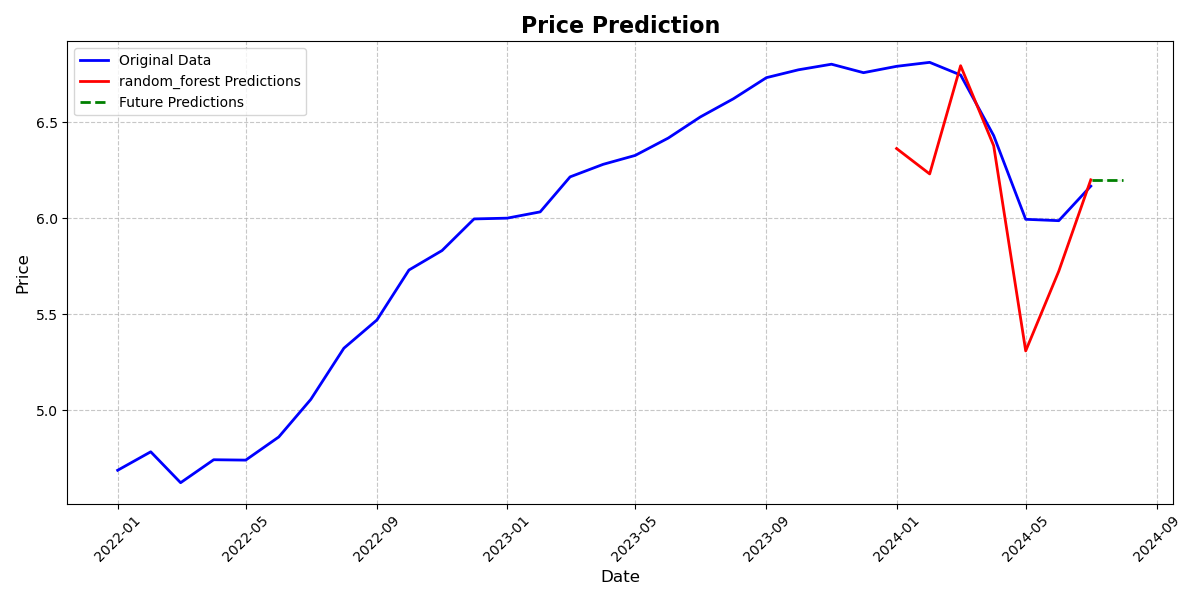 Price Prediction
Original Data
random_forest Predictions
Future Predictions
Price
6.5
6.0
5.5
5.0
2022-01
2022-05
2022-09
2023-01
2023-05
2023-09
2024-01
2024-05
2024-09
Date